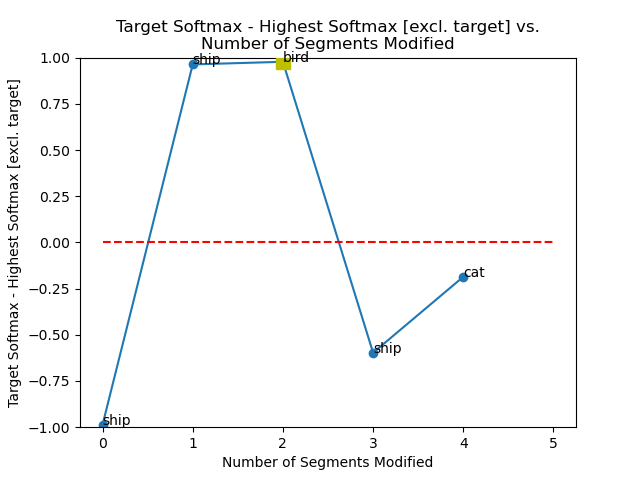 Target Softmax - Highest Softmax [excl. target] vs.
Number of Segments Modified
Target Softmax - Highest Softmax [excl. target]
1.00
0.75
0.50
0.25
0.00
−0.25
−0.50
−0.75
−1.00
ship
bird
cat
ship
ship
0 1 2 3 4 5
Number of Segments Modified